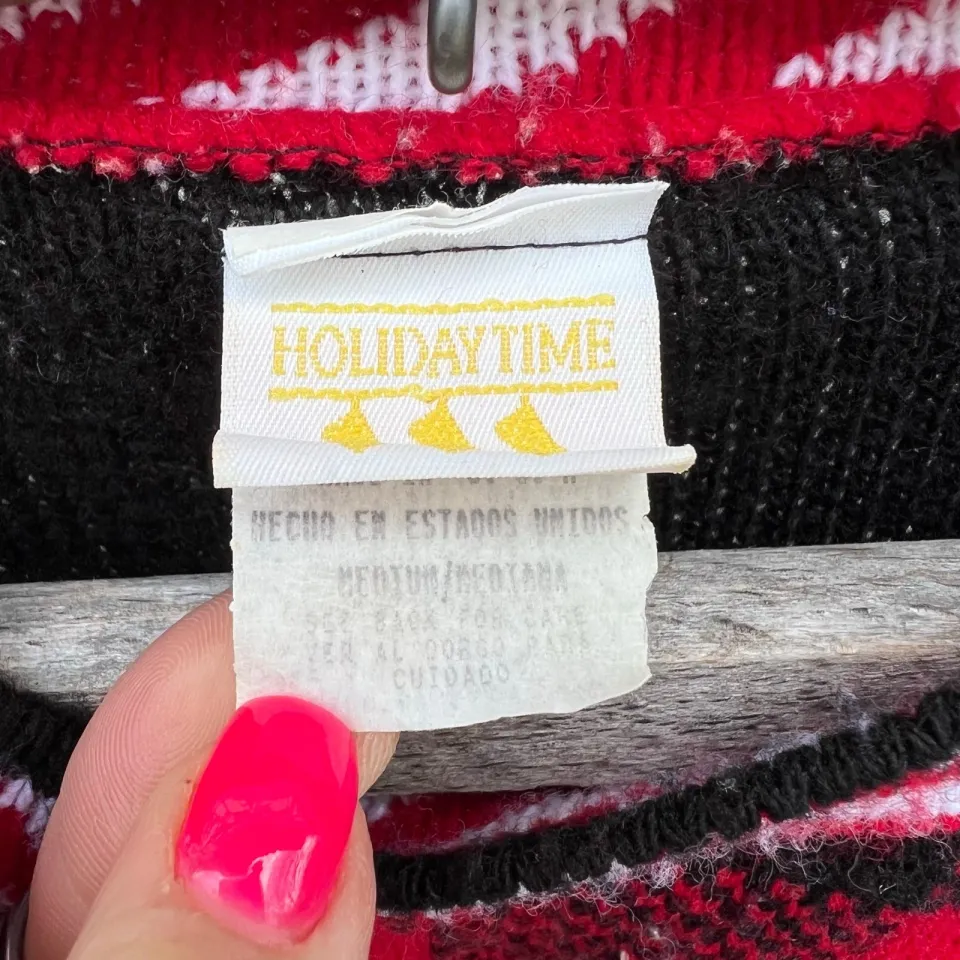 HOLIDAY TIME
HECHO EN ESTADOS UNIDOS
MEDIUM/MEDIANA
SEE BACK FOR CARE
VER AL DORSO PARA
CUIDADO